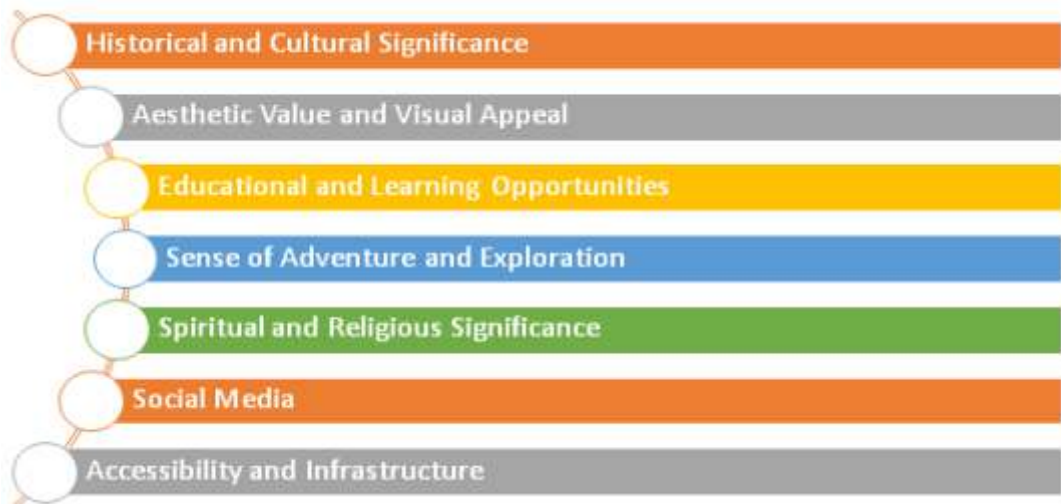 Historical and Cultural Significance
Aesthetic Value and Visual Appeal
Educational and Learning Opportunities
Sense of Adventure and Exploration
Spiritual and Religious Significance
Social Media
Accessibility and Infrastructure